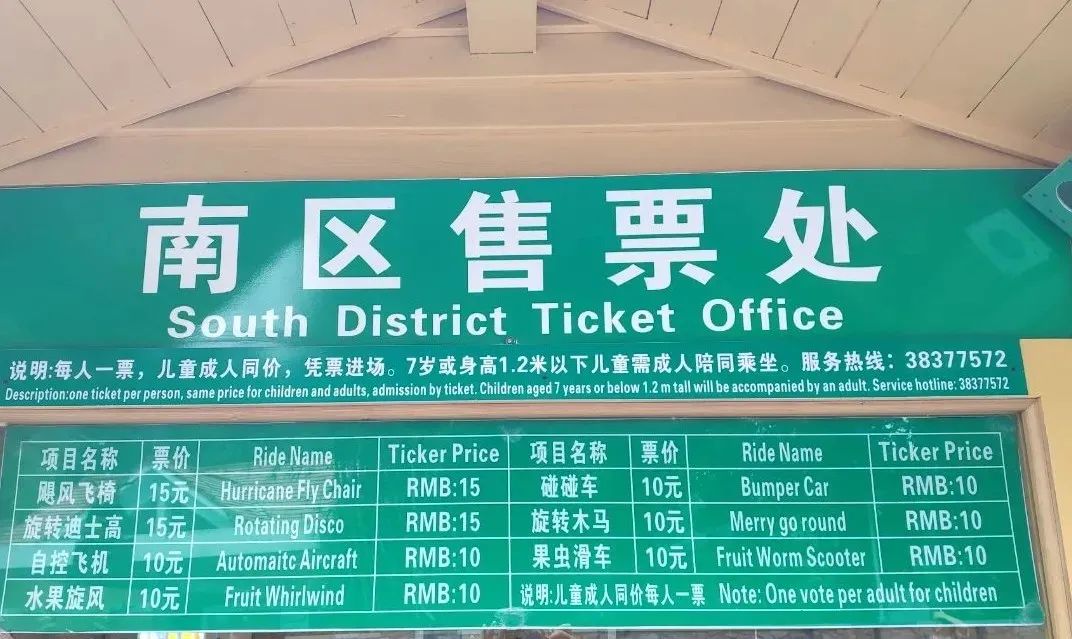 南区售票处
South District Ticket Office
说明:每人一票，儿童成人同价，凭票进场。7岁或身高1.2米以下儿童需成人陪同乘坐。服务热线：38377572
Description:one ticket per person, same price for children and adults, admission by ticket. Children aged 7 years or below 1.2 m tall will be accompanied by an adult. Service hotline: 38377572
项目名称 票价 Ride Name Ticker Price 项目名称 票价 Ride Name Ticker Price
飓风飞椅 15元 Hurricane Fly Chair RMB:15 碰碰车 10元 Bumper Car RMB:10
旋转迪士高 15元 Rotating Disco RMB:15 旋转木马 10元 Merry go round RMB:10
自控飞机 10元 Automaitc Aircraft RMB:10 果虫滑车 10元 Fruit Worm Scooter RMB:10
水果旋风 10元 Fruit Whirlwind RMB:10 说明:儿童成人同价每人一票 Note: One vote per adult for children